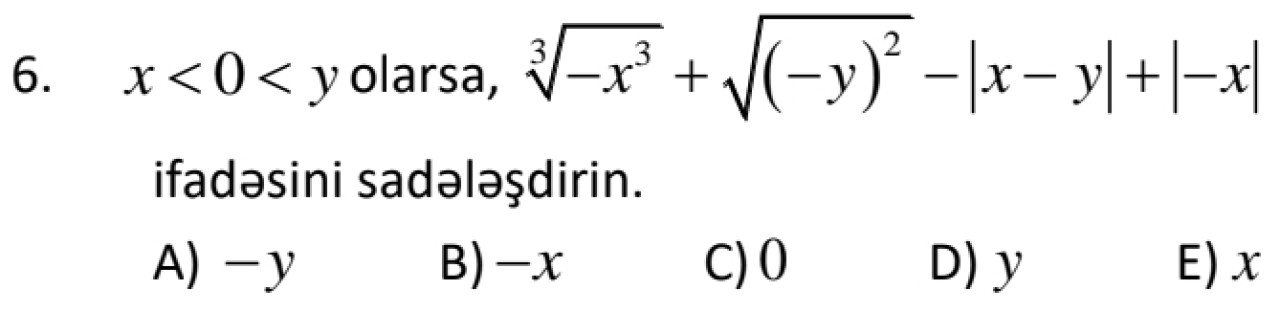 6. x < 0 < y olarsa, ∛(−x³) + √((−y)²) − |x − y| + |−x|
ifadəsini sadələşdirin.
A) −y B) −x C) 0 D) y E) x